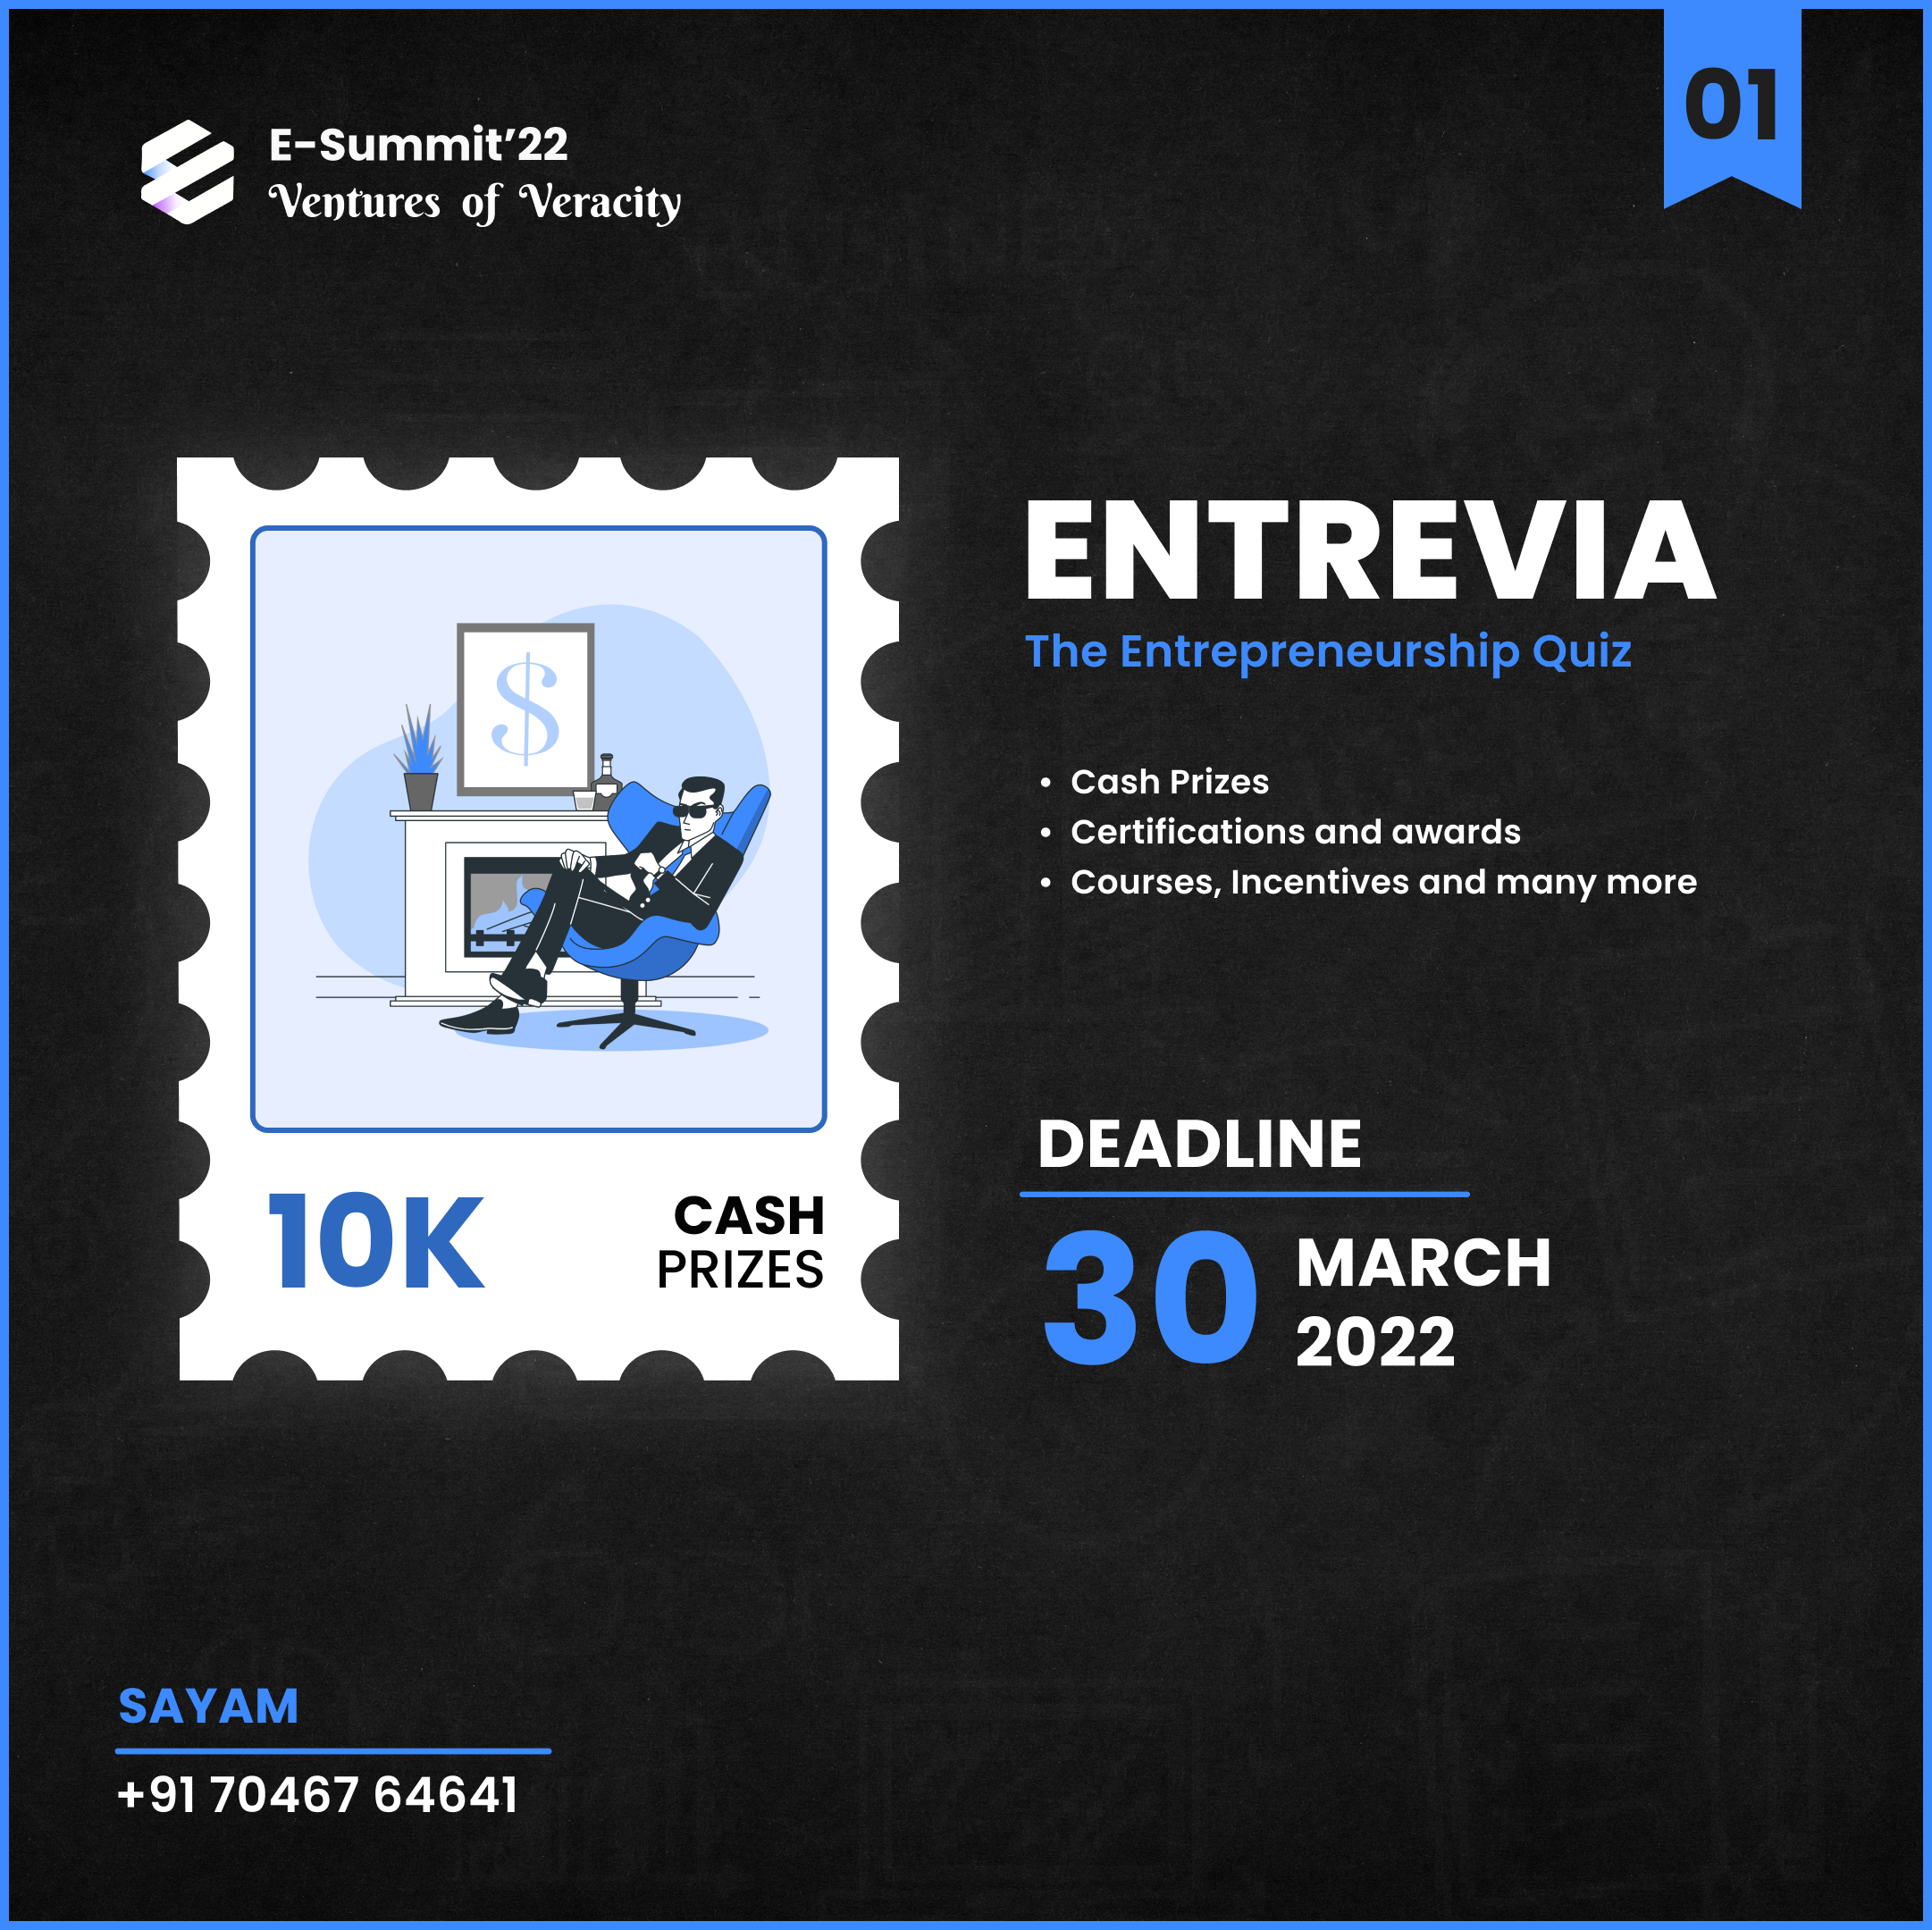 01
E-Summit’22
Ventures of Veracity
ENTREVIA
The Entrepreneurship Quiz
$
• Cash Prizes
• Certifications and awards
• Courses, Incentives and many more
10K
CASH
PRIZES
DEADLINE
30
MARCH
2022
SAYAM
+91 70467 64641